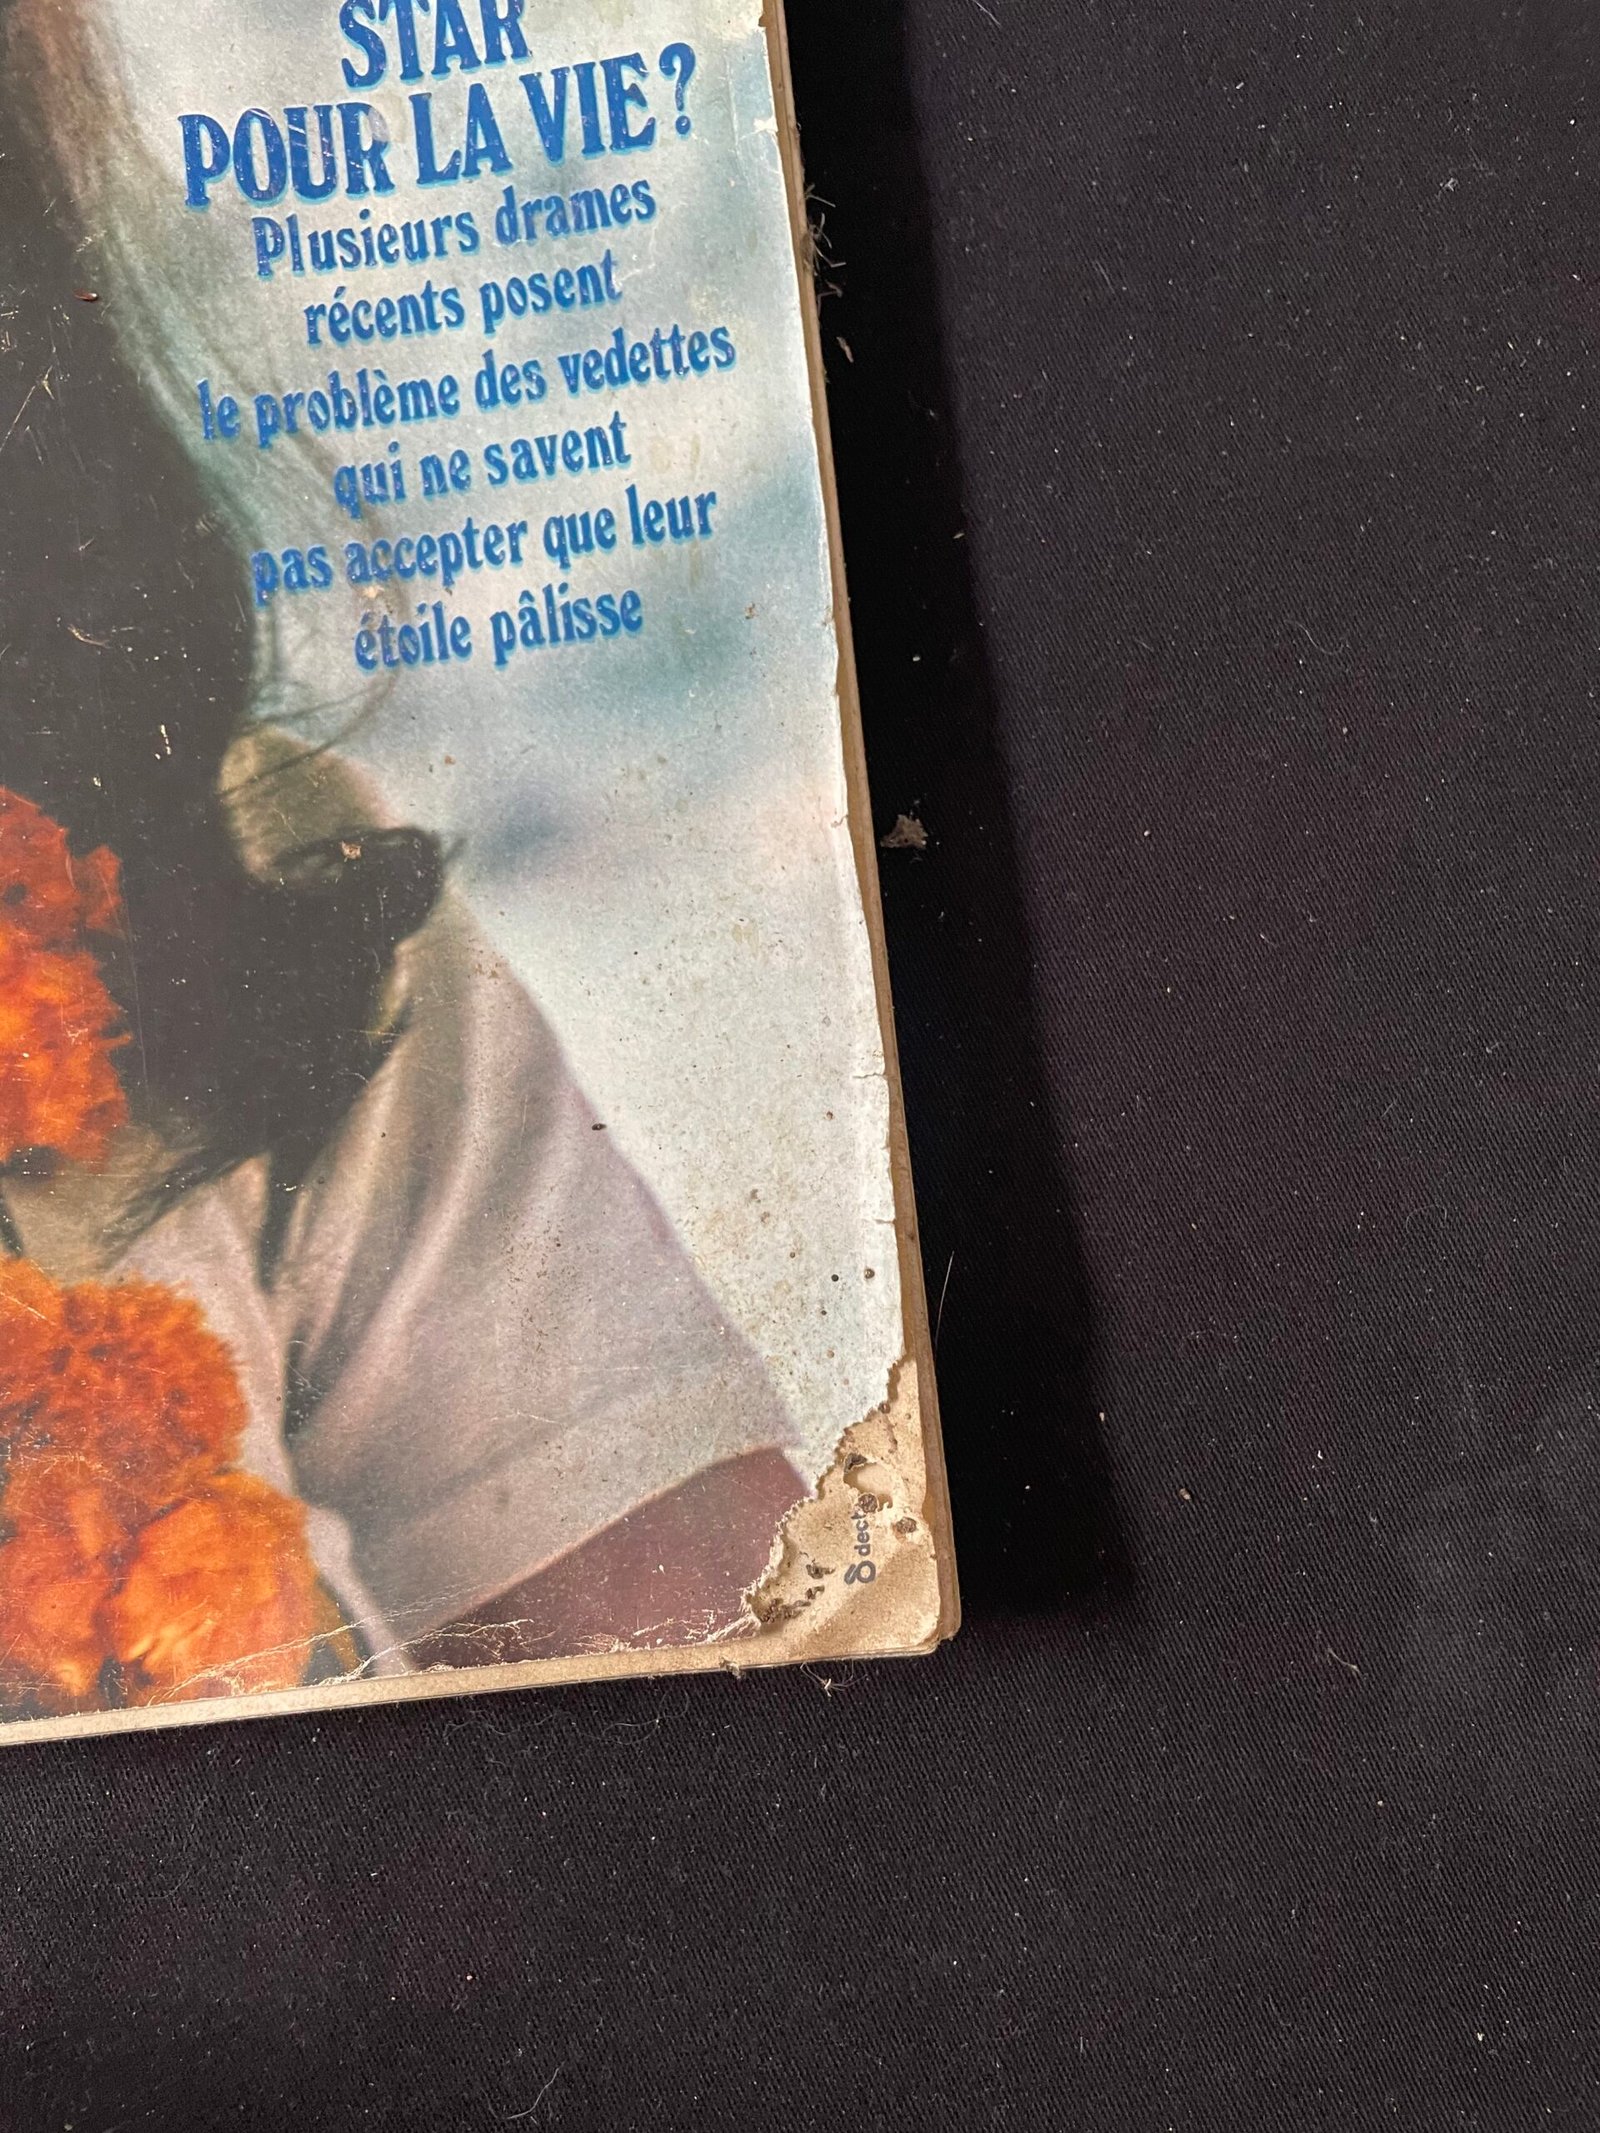 STAR
POUR LA VIE?
Plusieurs drames
récents posent
le problème des vedettes
qui ne savent
pas accepter que leur
étoile pâlisse